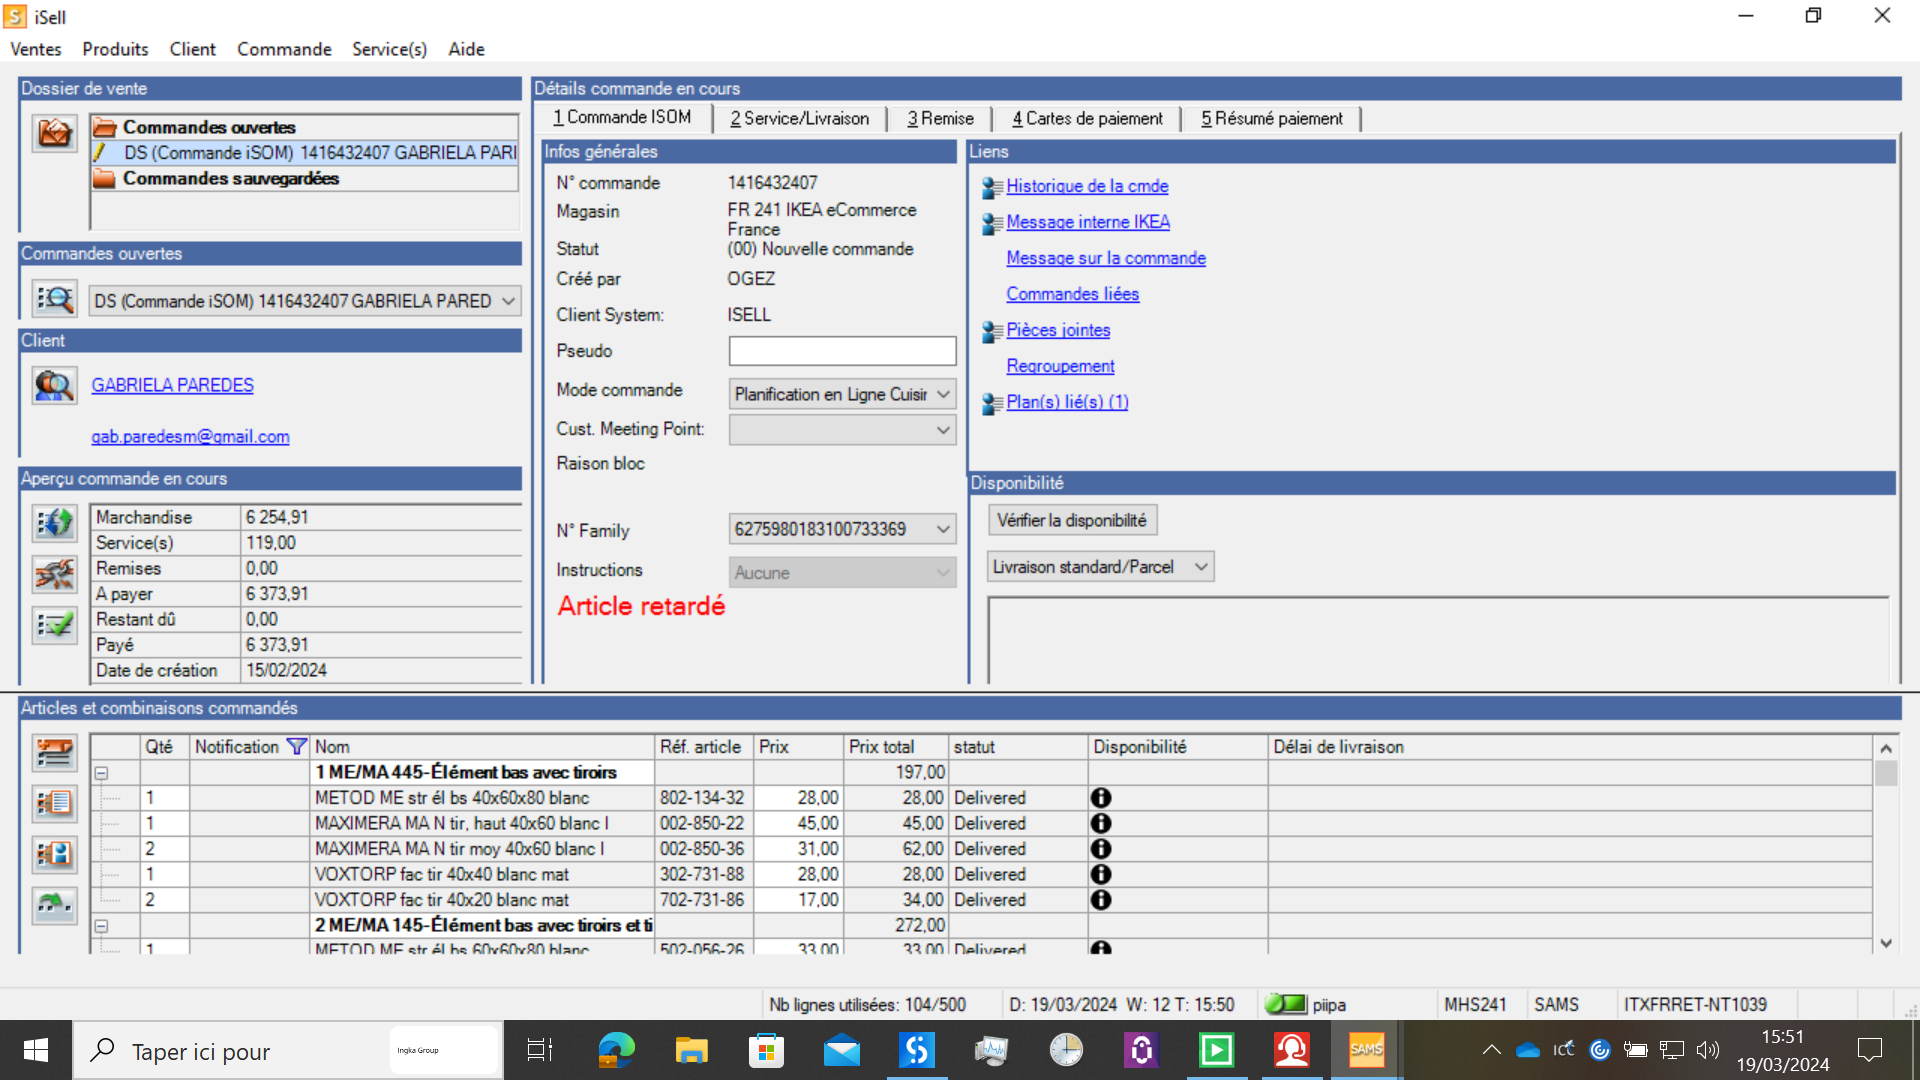 iSell
Ventes Produits Client Commande Service(s) Aide
Dossier de vente
Commandes ouvertes
DS (Commande iSOM) 1416432407 GABRIELA PARI
Commandes sauvegardées
Commandes ouvertes
DS (Commande iSOM) 1416432407 GABRIELA PARED
Client
GABRIELA PAREDES
gab.paredesm@gmail.com
Aperçu commande en cours
Marchandise 6 254,91
Service(s) 119,00
Remises 0,00
A payer 6 373,91
Restant dû 0,00
Payé 6 373,91
Date de création 15/02/2024
Détails commande en cours
1 Commande ISOM 2 Service/Livraison 3 Remise 4 Cartes de paiement 5 Résumé paiement
Infos générales
N° commande 1416432407
Magasin FR 241 IKEA eCommerce
France
Statut (00) Nouvelle commande
Créé par OGEZ
Client System: ISELL
Pseudo
Mode commande Planification en Ligne Cuisir
Cust. Meeting Point:
Raison bloc
N° Family 6275980183100733369
Instructions Aucune
Article retardé
Liens
Historique de la cmde
Message interne IKEA
Message sur la commande
Commandes liées
Pièces jointes
Regroupement
Plan(s) lié(s) (1)
Disponibilité
Vérifier la disponibilité
Livraison standard/Parcel
Articles et combinaisons commandés
Qté Notification Nom Réf. article Prix Prix total statut Disponibilité Délai de livraison
1 ME/MA 445-Élément bas avec tiroirs 197,00
1 METOD ME str él bs 40x60x80 blanc 802-134-32 28,00 28,00 Delivered
1 MAXIMERA MA N tir, haut 40x60 blanc I 002-850-22 45,00 45,00 Delivered
2 MAXIMERA MA N tir moy 40x60 blanc I 002-850-36 31,00 62,00 Delivered
1 VOXTORP fac tir 40x40 blanc mat 302-731-88 28,00 28,00 Delivered
2 VOXTORP fac tir 40x20 blanc mat 702-731-86 17,00 34,00 Delivered
2 ME/MA 145-Élément bas avec tiroirs et ti 272,00
1 METOD ME str él bs 60x60x80 blanc 502-056-26 33,00 33,00 Delivered
Nb lignes utilisées: 104/500 D: 19/03/2024 W: 12 T: 15:50 piipa MHS241 SAMS ITXFRRET-NT1039
Taper ici pour Ingka Group SAMS ICC 15:51
19/03/2024